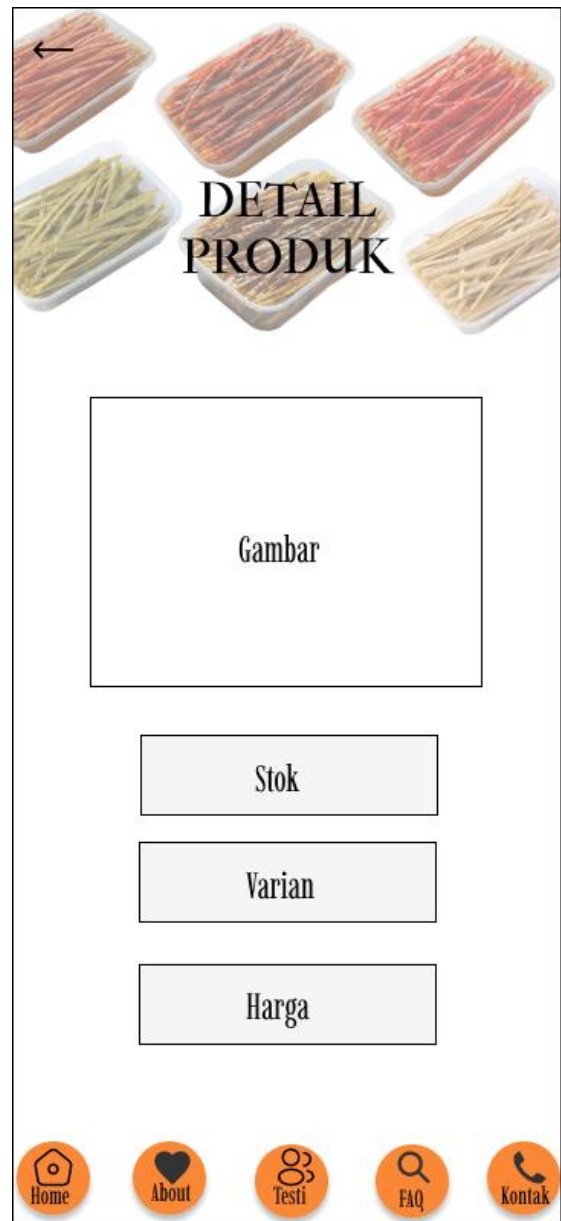 DETAIL
PRODUK
Gambar
Stok
Varian
Harga
Home
About
Testi
FAQ
Kontak